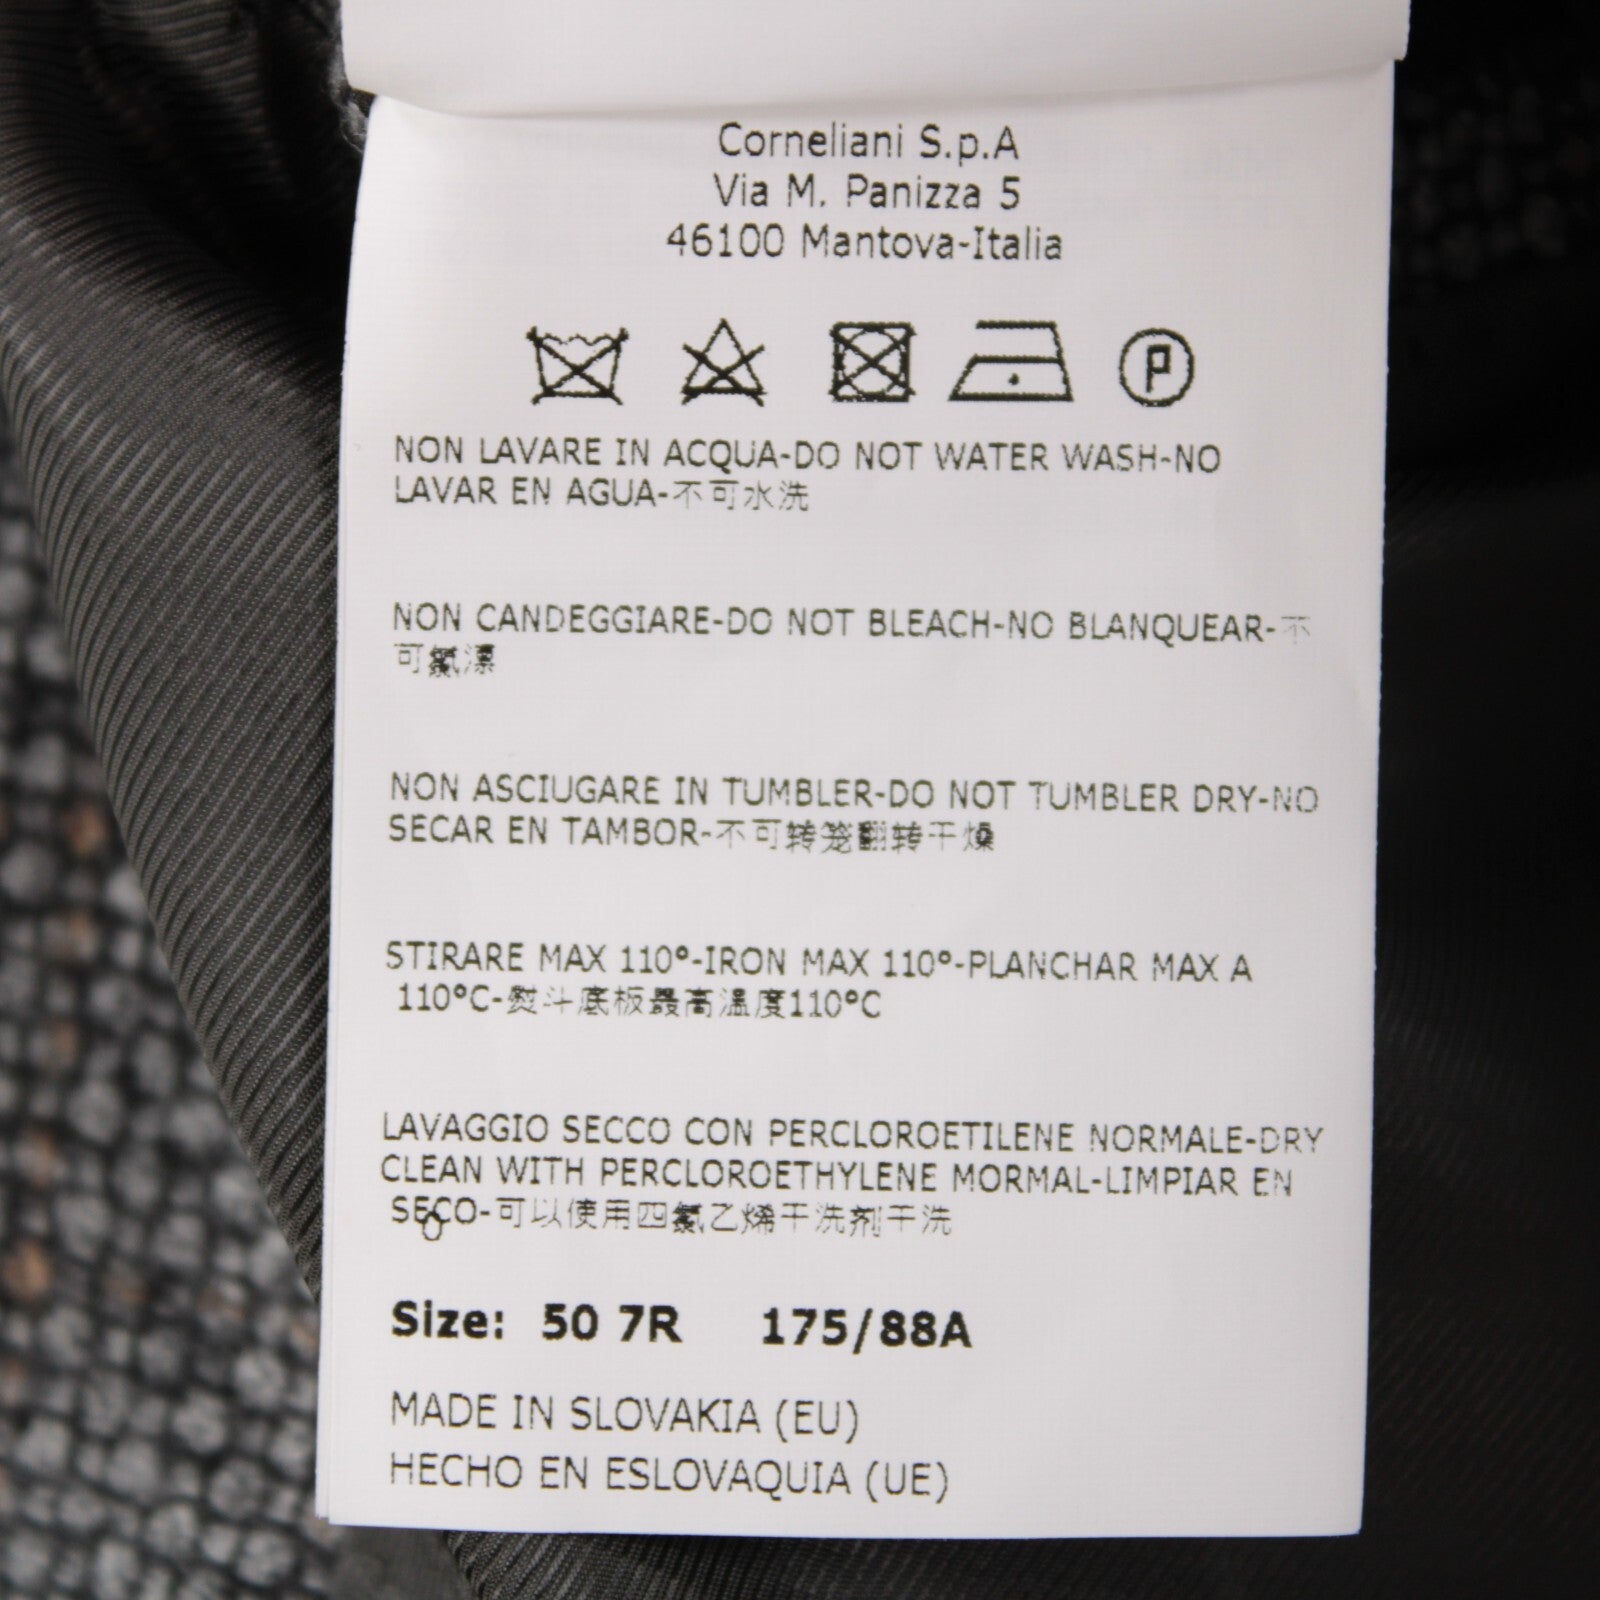 Corneliani S.p.A
Via M. Panizza 5
46100 Mantova-Italia
P
NON LAVARE IN ACQUA-DO NOT WATER WASH-NO
LAVAR EN AGUA-不可水洗
NON CANDEGGIARE-DO NOT BLEACH-NO BLANQUEAR-不
可氯漂
NON ASCIUGARE IN TUMBLER-DO NOT TUMBLER DRY-NO
SECAR EN TAMBOR-不可转笼翻转干燥
STIRARE MAX 110°-IRON MAX 110°-PLANCHAR MAX A
110°C-熨斗底板最高温度110°C
LAVAGGIO SECCO CON PERCLOROETILENE NORMALE-DRY
CLEAN WITH PERCLOROETHYLENE MORMAL-LIMPIAR EN
SECO-可以使用四氯乙烯干洗剂干洗
Size: 50 7R 175/88A
MADE IN SLOVAKIA (EU)
HECHO EN ESLOVAQUIA (UE)